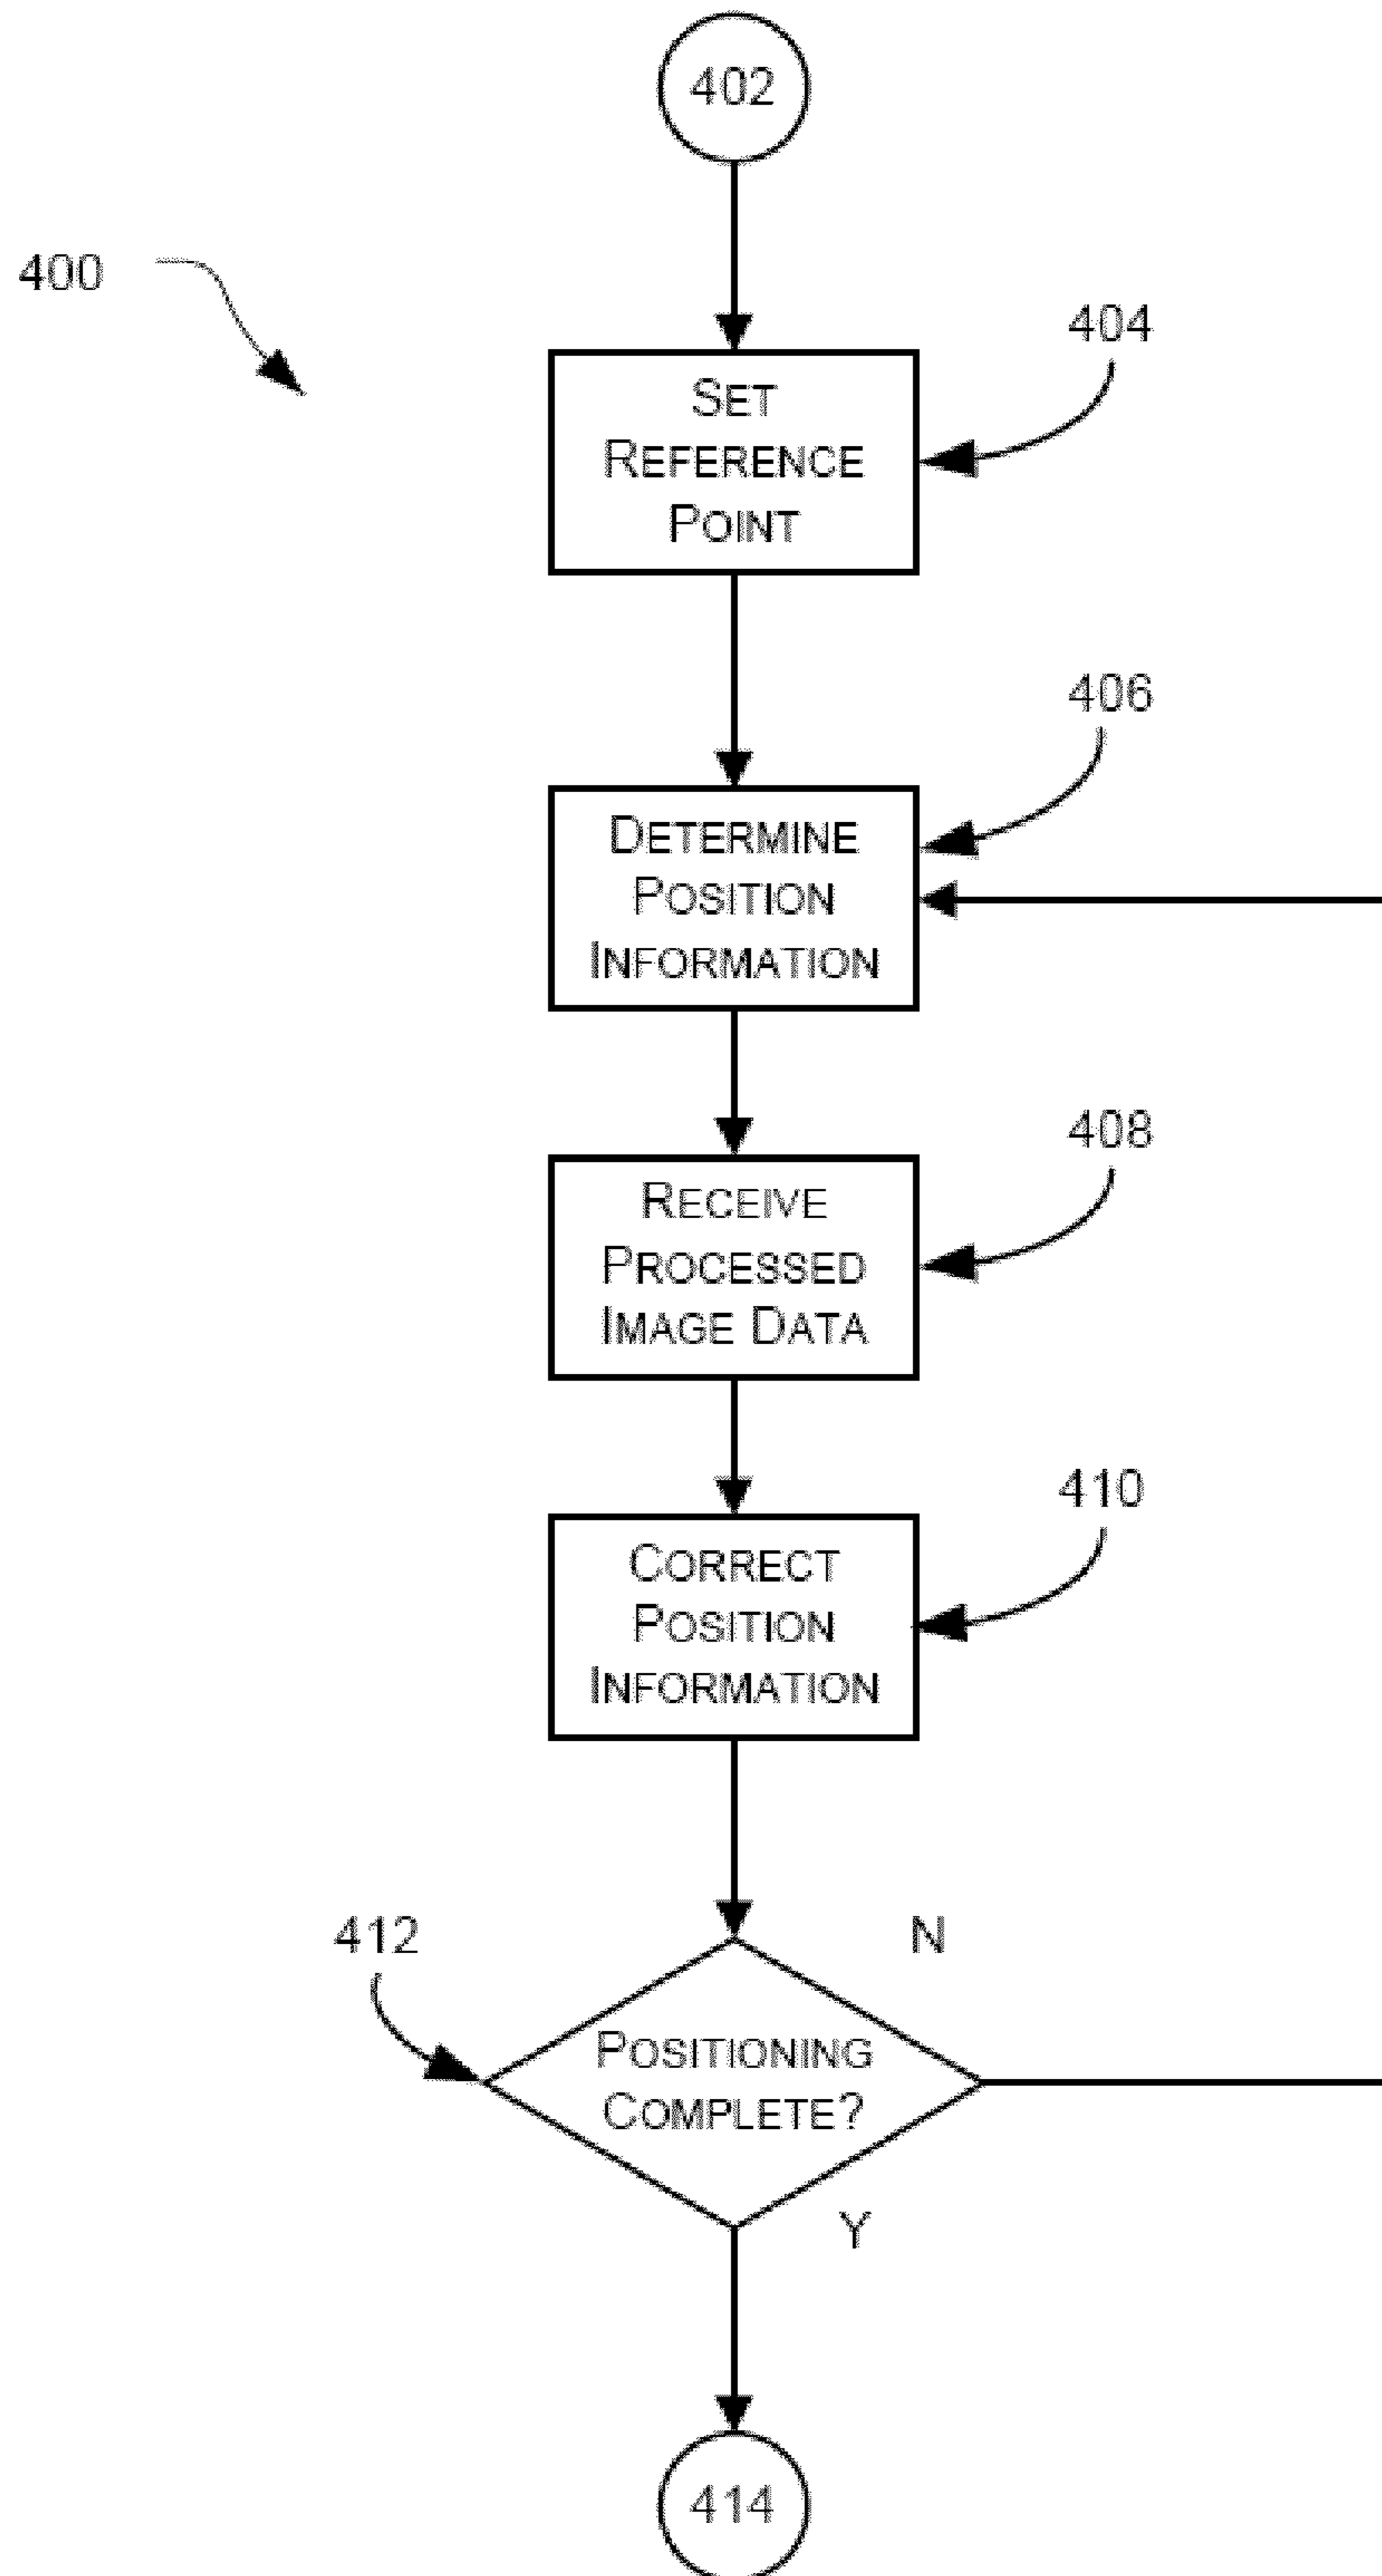 402
400
404
SET
REFERENCE
POINT
406
DETERMINE
POSITION
INFORMATION
408
RECEIVE
PROCESSED
IMAGE DATA
410
CORRECT
POSITION
INFORMATION
412
N
POSITIONING
COMPLETE?
Y
414